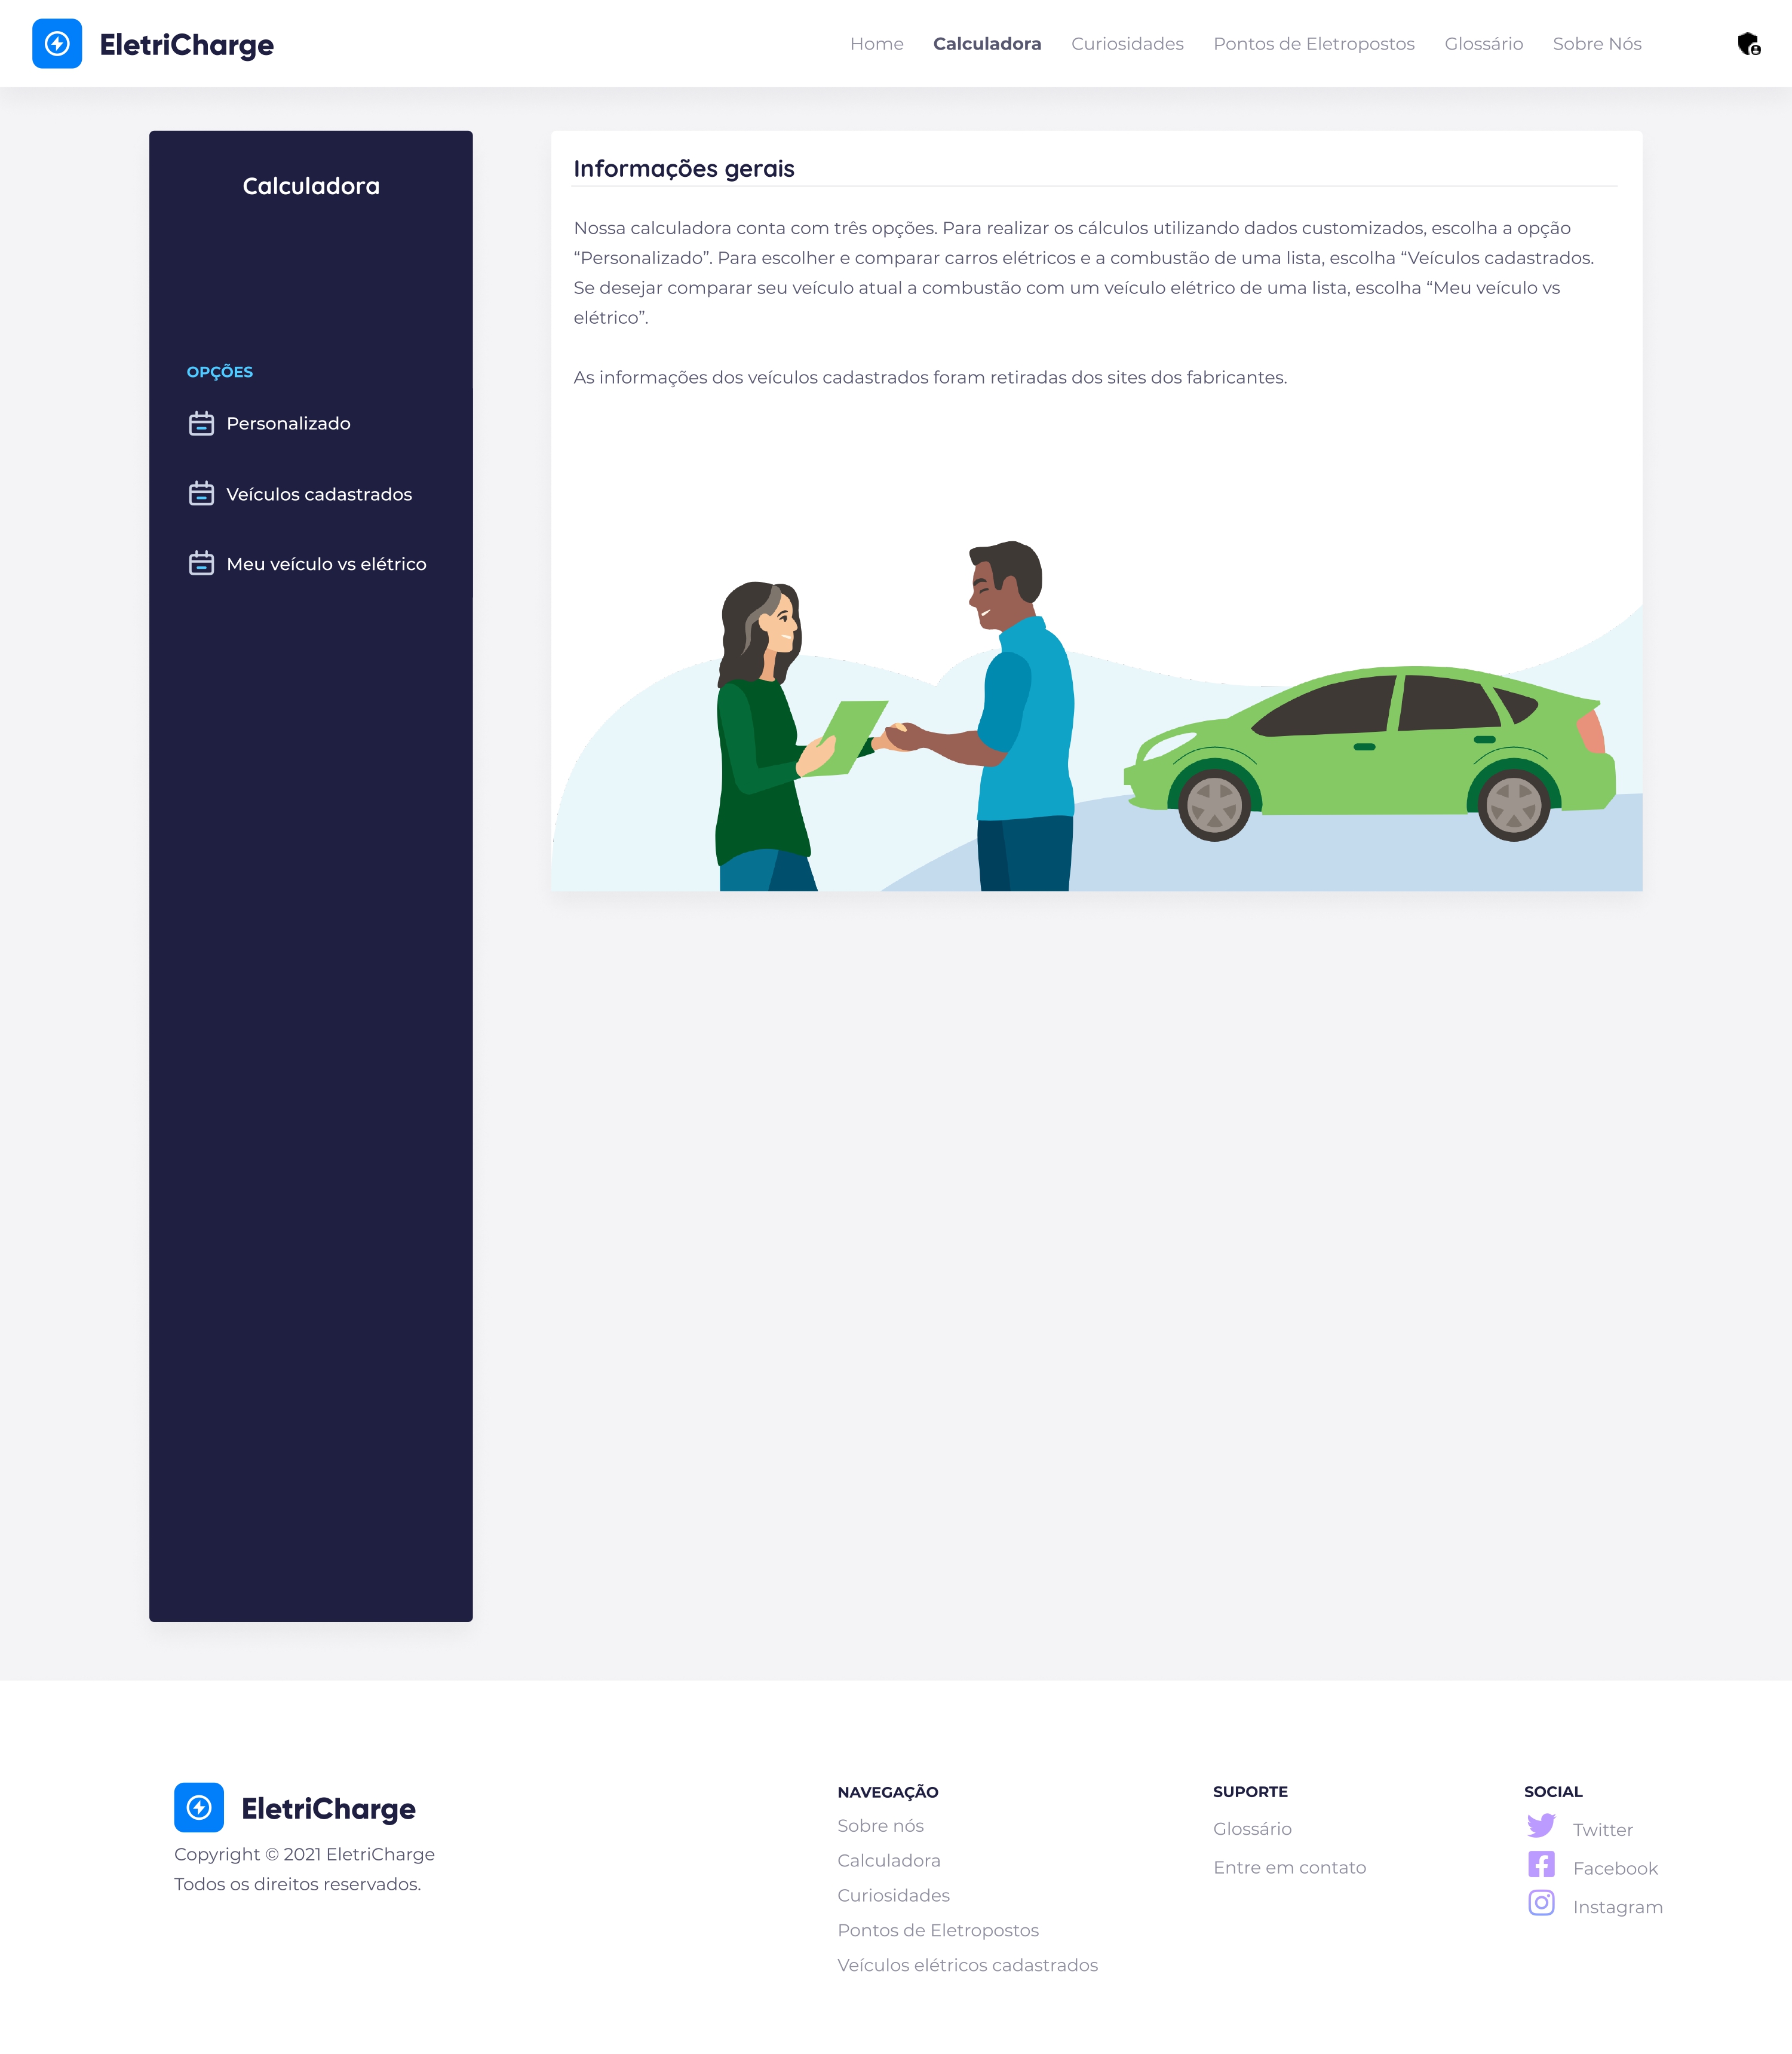 EletriCharge
Home Calculadora Curiosidades Pontos de Eletropostos Glossário Sobre Nós
Calculadora
OPÇÕES
Personalizado
Veículos cadastrados
Meu veículo vs elétrico
Informações gerais
Nossa calculadora conta com três opções. Para realizar os cálculos utilizando dados customizados, escolha a opção
“Personalizado”. Para escolher e comparar carros elétricos e a combustão de uma lista, escolha “Veículos cadastrados.
Se desejar comparar seu veículo atual a combustão com um veículo elétrico de uma lista, escolha “Meu veículo vs
elétrico”.
As informações dos veículos cadastrados foram retiradas dos sites dos fabricantes.
EletriCharge
Copyright © 2021 EletriCharge
Todos os direitos reservados.
NAVEGAÇÃO
Sobre nós
Calculadora
Curiosidades
Pontos de Eletropostos
Veículos elétricos cadastrados
SUPORTE
Glossário
Entre em contato
SOCIAL
Twitter
Facebook
Instagram